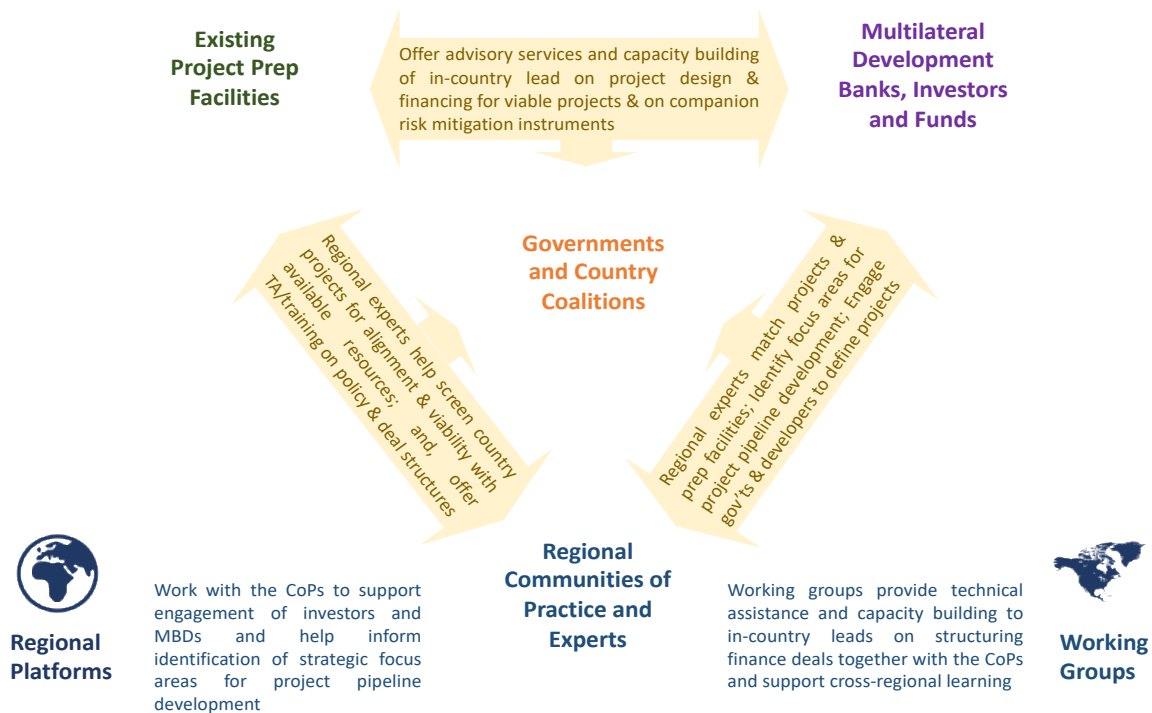 Existing
Project Prep
Facilities
Offer advisory services and capacity building
of in-country lead on project design &
financing for viable projects & on companion
risk mitigation instruments
Multilateral
Development
Banks, Investors
and Funds
Regional experts help screen country
projects for alignment & viability with
available resources; and, offer
TA/training on policy & deal structures
Governments
and Country
Coalitions
Regional experts match projects &
prep facilities; Identify focus areas for
project pipeline development; Engage
gov'ts & developers to define projects
Regional
Platforms
Work with the CoPs to support
engagement of investors and
MBDs and help inform
identification of strategic focus
areas for project pipeline
development
Regional
Communities of
Practice and
Experts
Working groups provide technical
assistance and capacity building to
in-country leads on structuring
finance deals together with the CoPs
and support cross-regional learning
Working
Groups